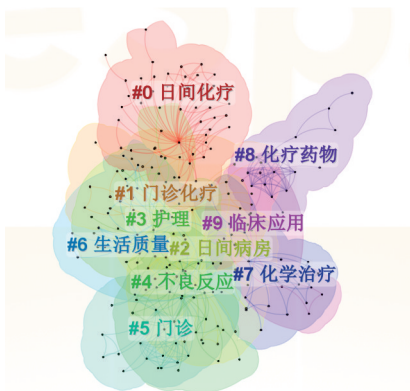 #0 日间化疗
#8 化疗药物
#1 门诊化疗
#3 护理
#9 临床应用
#6 生活质量
#2 日间病房
#4 不良反应
#7 化学治疗
#5 门诊